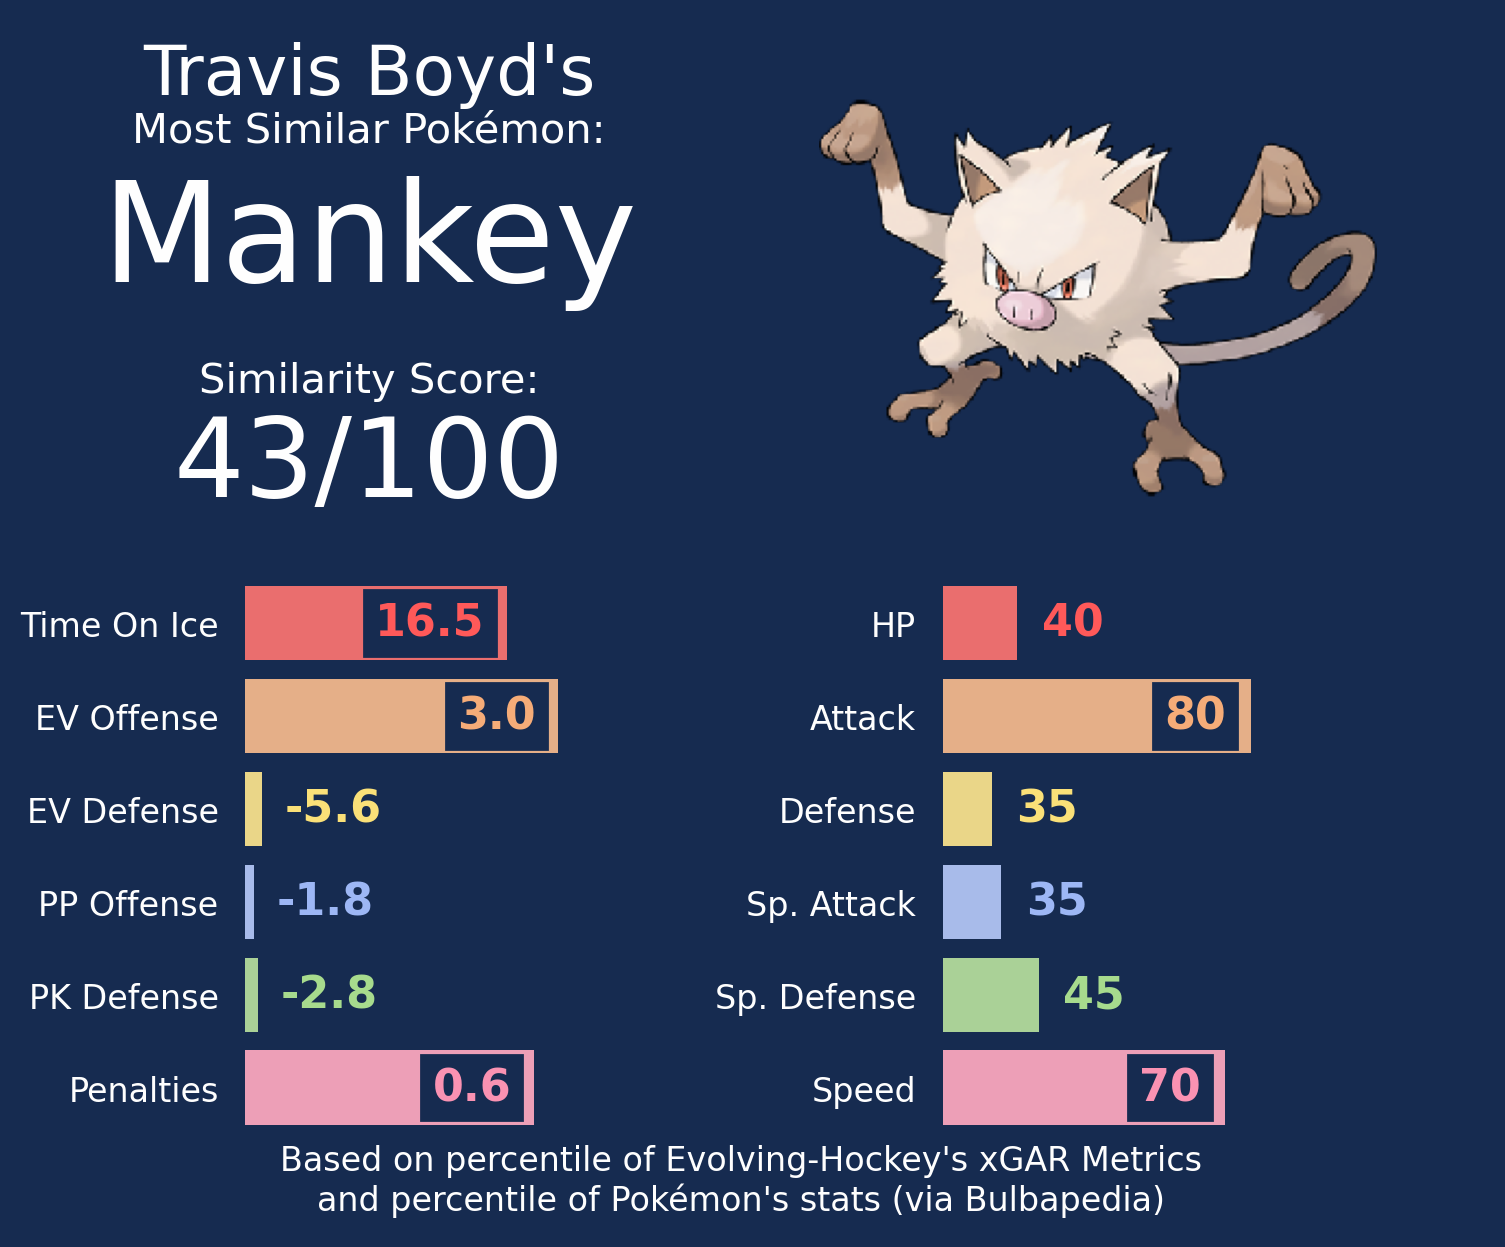 Travis Boyd's
Most Similar Pokémon:
Mankey
Similarity Score:
43/100
Time On Ice 16.5
EV Offense 3.0
EV Defense -5.6
PP Offense -1.8
PK Defense -2.8
Penalties 0.6
HP 40
Attack 80
Defense 35
Sp. Attack 35
Sp. Defense 45
Speed 70
Based on percentile of Evolving-Hockey's xGAR Metrics
and percentile of Pokémon's stats (via Bulbapedia)